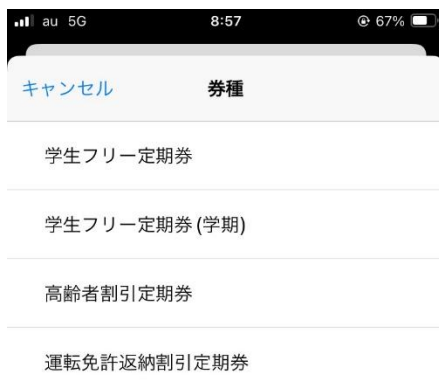 au 5G 8:57 67%
キャンセル 券種
学生フリー定期券
学生フリー定期券(学期)
高齢者割引定期券
運転免許返納割引定期券